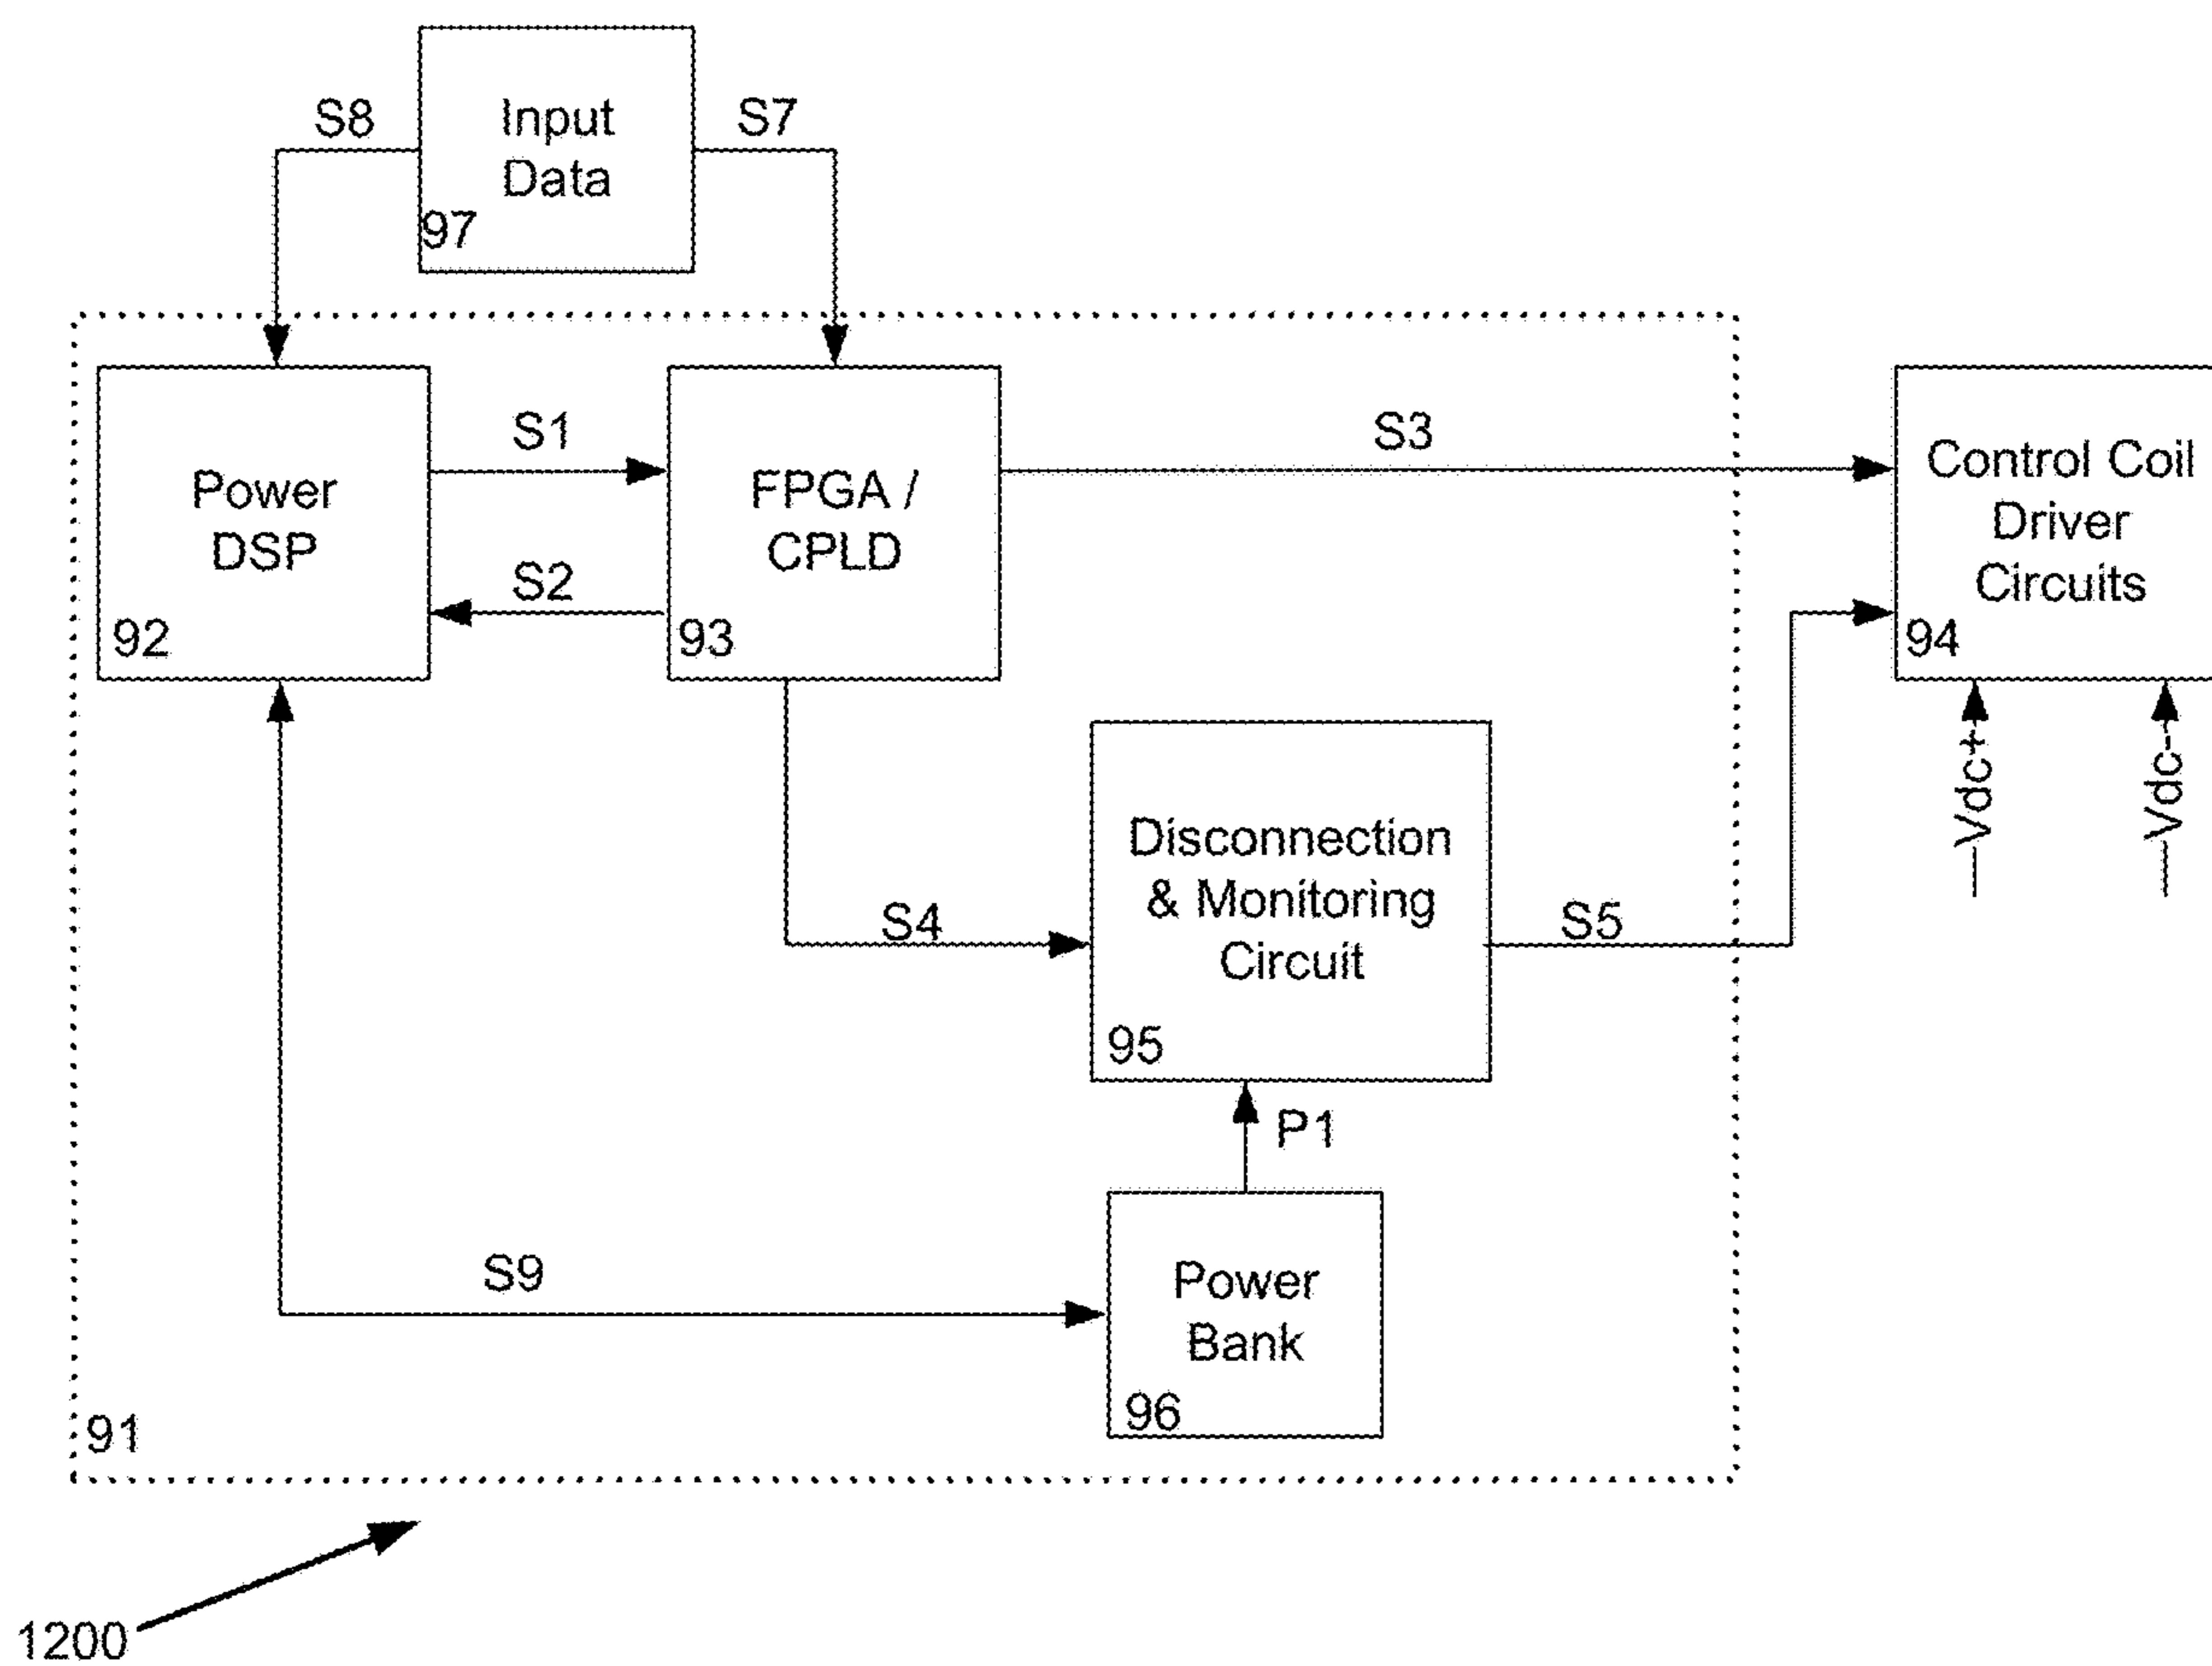 S8
Input
Data
S7
97
Power
DSP
92
S1
S2
FPGA /
CPLD
93
S3
Control Coil
Driver
Circuits
94
Vdc+
Vdc-
S4
Disconnection
& Monitoring
Circuit
95
S5
P1
S9
Power
Bank
96
91
1200